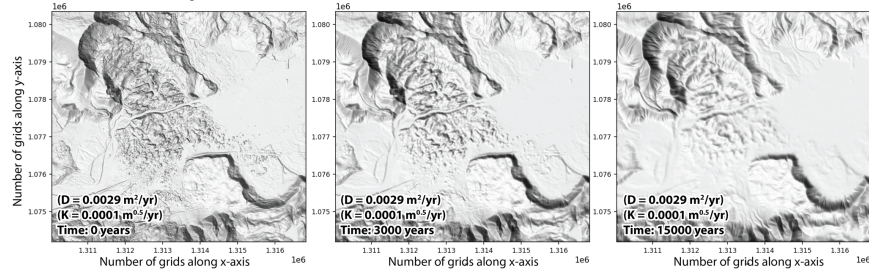 1e6
1e6
1e6
1.080
1.079
1.078
1.077
1.076
1.075
Number of grids along y-axis
(D = 0.0029 m²/yr)
(K = 0.0001 m⁰·⁵/yr)
Time: 0 years
1.311 1.312 1.313 1.314 1.315 1.316
1e6
Number of grids along x-axis
1.080
1.079
1.078
1.077
1.076
1.075
(D = 0.0029 m²/yr)
(K = 0.0001 m⁰·⁵/yr)
Time: 3000 years
1.311 1.312 1.313 1.314 1.315 1.316
1e6
Number of grids along x-axis
1.080
1.079
1.078
1.077
1.076
1.075
(D = 0.0029 m²/yr)
(K = 0.0001 m⁰·⁵/yr)
Time: 15000 years
1.311 1.312 1.313 1.314 1.315 1.316
1e6
Number of grids along x-axis